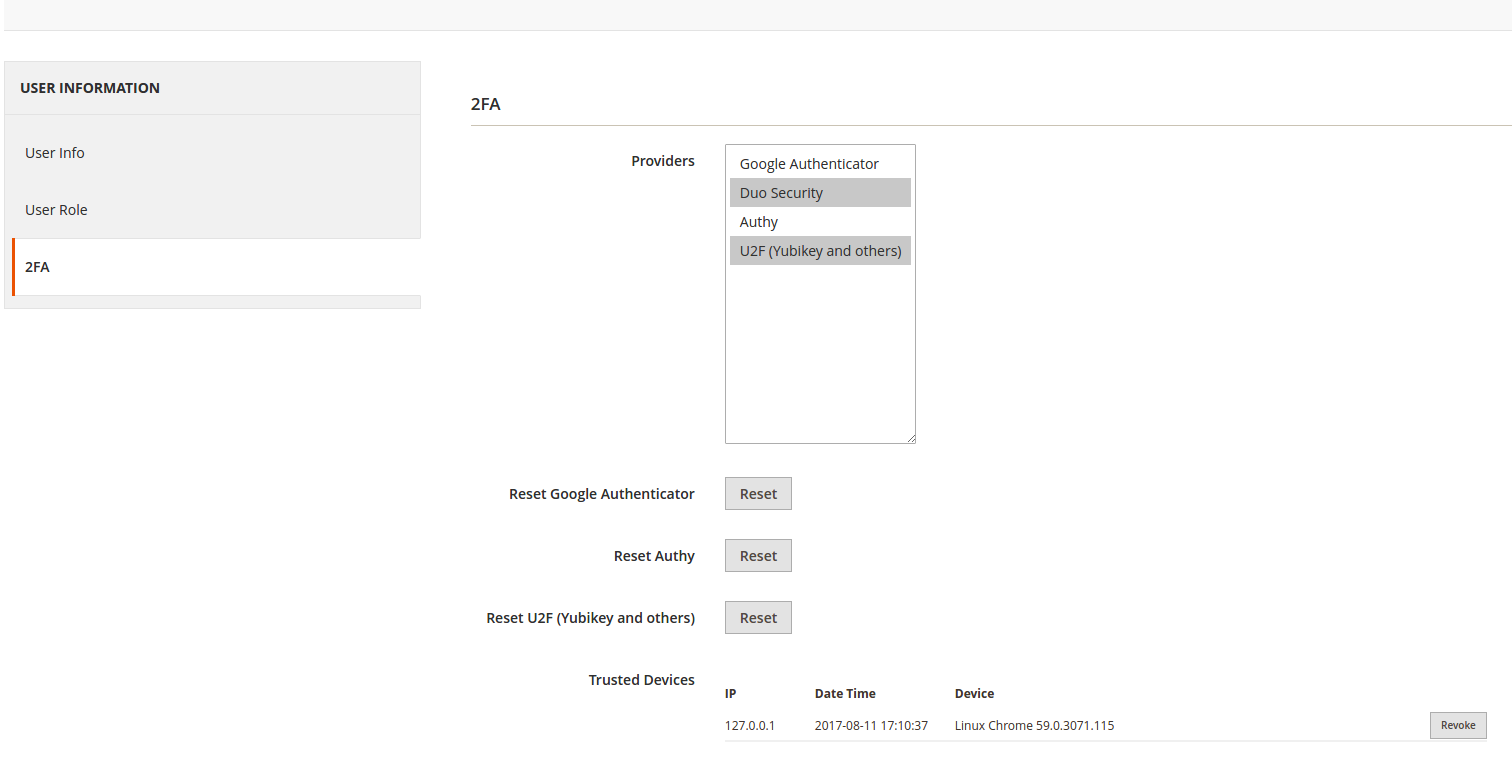 USER INFORMATION
User Info
User Role
2FA
2FA
Providers
Google Authenticator
Duo Security
Authy
U2F (Yubikey and others)
Reset Google Authenticator Reset
Reset Authy Reset
Reset U2F (Yubikey and others) Reset
Trusted Devices
IP Date Time Device
127.0.0.1 2017-08-11 17:10:37 Linux Chrome 59.0.3071.115 Revoke